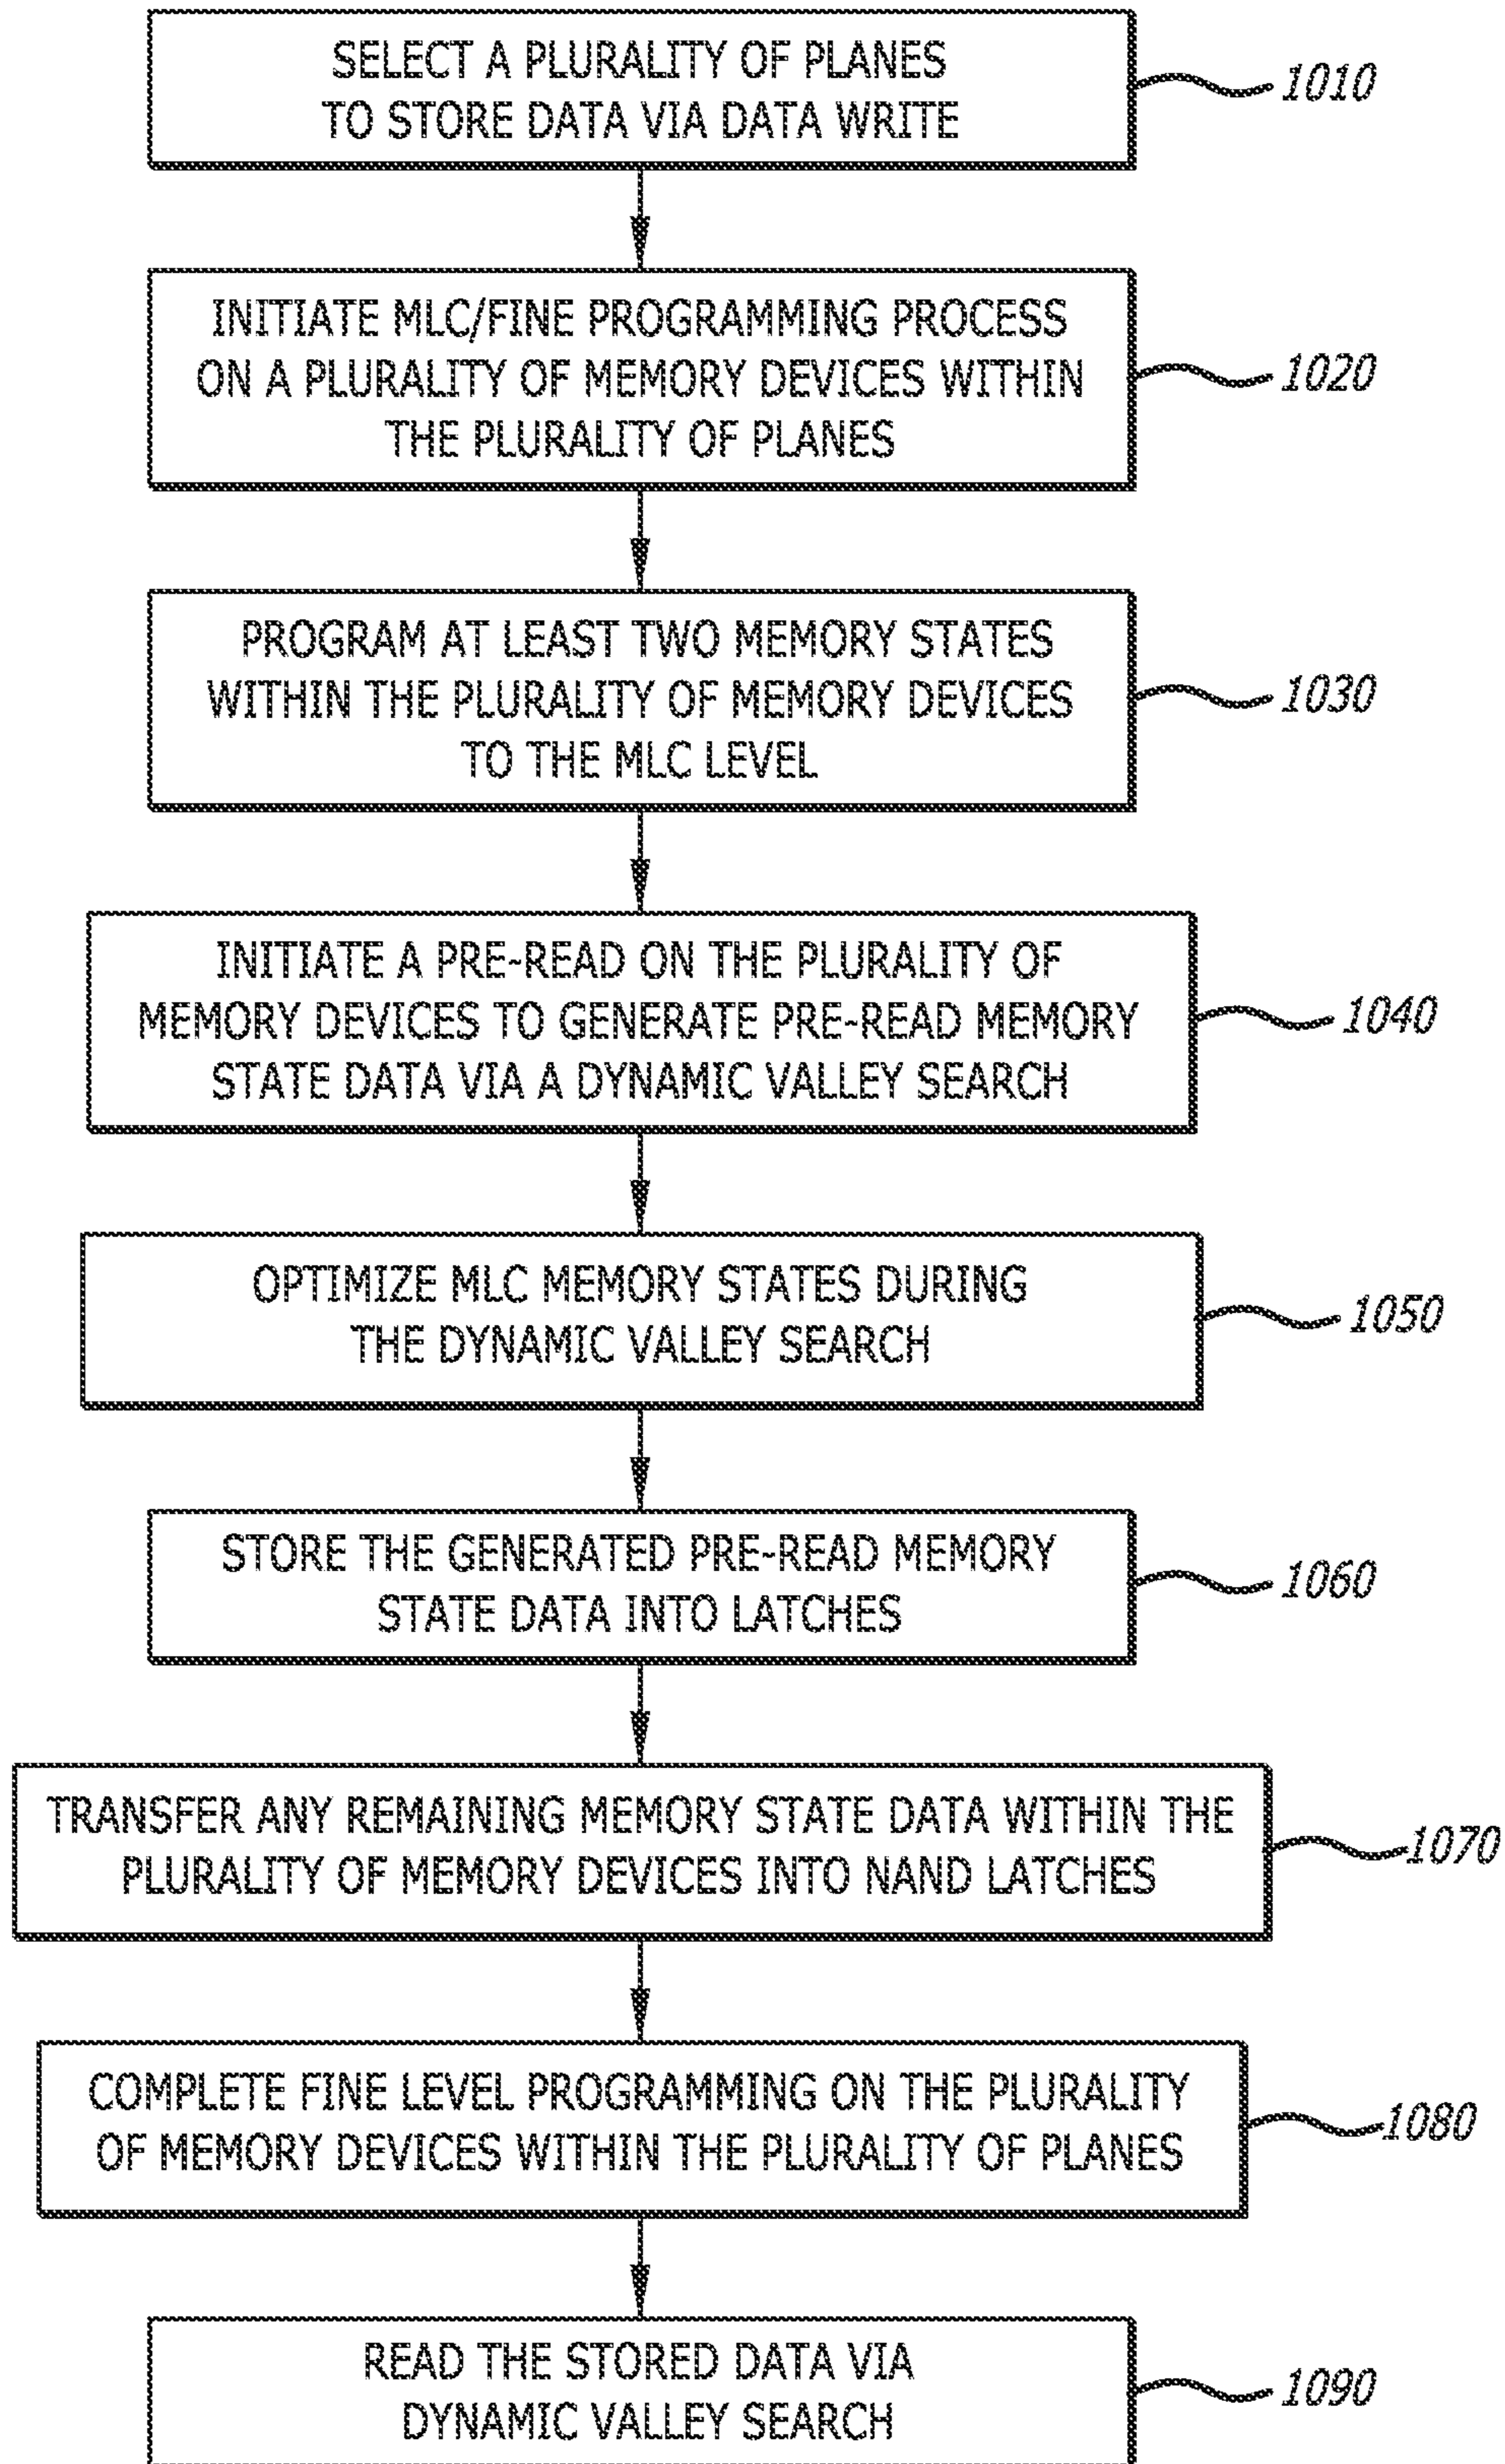 SELECT A PLURALITY OF PLANES
TO STORE DATA VIA DATA WRITE
1010
INITIATE MLC/FINE PROGRAMMING PROCESS
ON A PLURALITY OF MEMORY DEVICES WITHIN
THE PLURALITY OF PLANES
1020
PROGRAM AT LEAST TWO MEMORY STATES
WITHIN THE PLURALITY OF MEMORY DEVICES
TO THE MLC LEVEL
1030
INITIATE A PRE-READ ON THE PLURALITY OF
MEMORY DEVICES TO GENERATE PRE-READ MEMORY
STATE DATA VIA A DYNAMIC VALLEY SEARCH
1040
OPTIMIZE MLC MEMORY STATES DURING
THE DYNAMIC VALLEY SEARCH
1050
STORE THE GENERATED PRE-READ MEMORY
STATE DATA INTO LATCHES
1060
TRANSFER ANY REMAINING MEMORY STATE DATA WITHIN THE
PLURALITY OF MEMORY DEVICES INTO NAND LATCHES
1070
COMPLETE FINE LEVEL PROGRAMMING ON THE PLURALITY
OF MEMORY DEVICES WITHIN THE PLURALITY OF PLANES
1080
READ THE STORED DATA VIA
DYNAMIC VALLEY SEARCH
1090